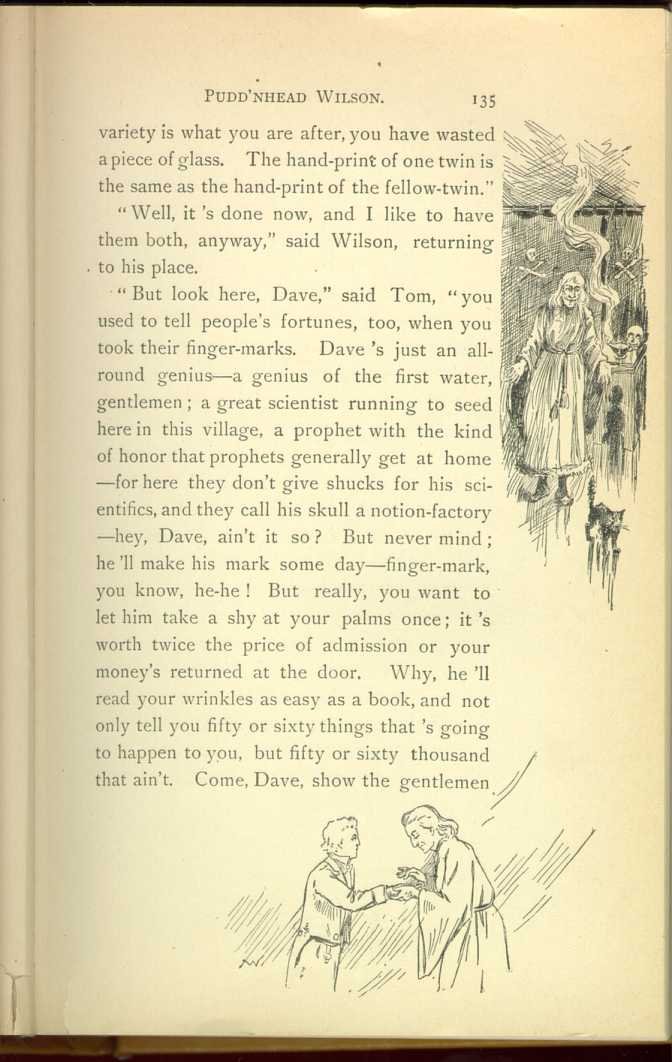 PUDD'NHEAD WILSON. 135
variety is what you are after, you have wasted
a piece of glass. The hand-print of one twin is
the same as the hand-print of the fellow-twin."
"Well, it 's done now, and I like to have
them both, anyway," said Wilson, returning
to his place.
"But look here, Dave," said Tom, "you
used to tell people's fortunes, too, when you
took their finger-marks. Dave 's just an all-
round genius—a genius of the first water,
gentlemen; a great scientist running to seed
here in this village, a prophet with the kind
of honor that prophets generally get at home
—for here they don't give shucks for his sci-
entifics, and they call his skull a notion-factory
—hey, Dave, ain't it so? But never mind;
he 'll make his mark some day—finger-mark,
you know, he-he! But really, you want to
let him take a shy at your palms once; it 's
worth twice the price of admission or your
money's returned at the door. Why, he 'll
read your wrinkles as easy as a book, and not
only tell you fifty or sixty things that 's going
to happen to you, but fifty or sixty thousand
that ain't. Come, Dave, show the gentlemen